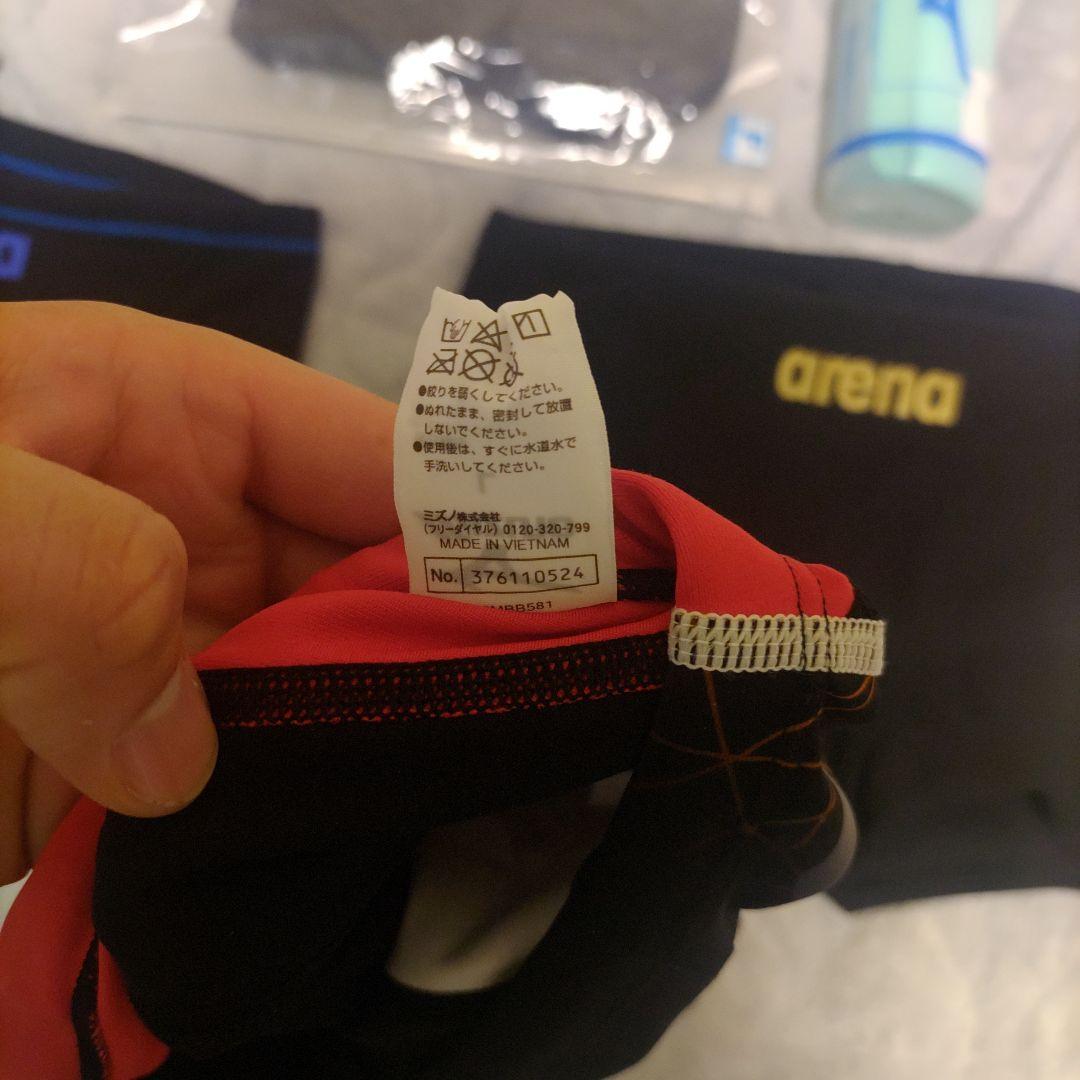 arena
●絞りを弱くしてください。
●ぬれたまま、密封して放置
しないでください。
●使用後は、すぐに水道水で
手洗いしてください。
ミズノ株式会社
(フリーダイヤル) 0120-320-799
MADE IN VIETNAM
No. 376110524